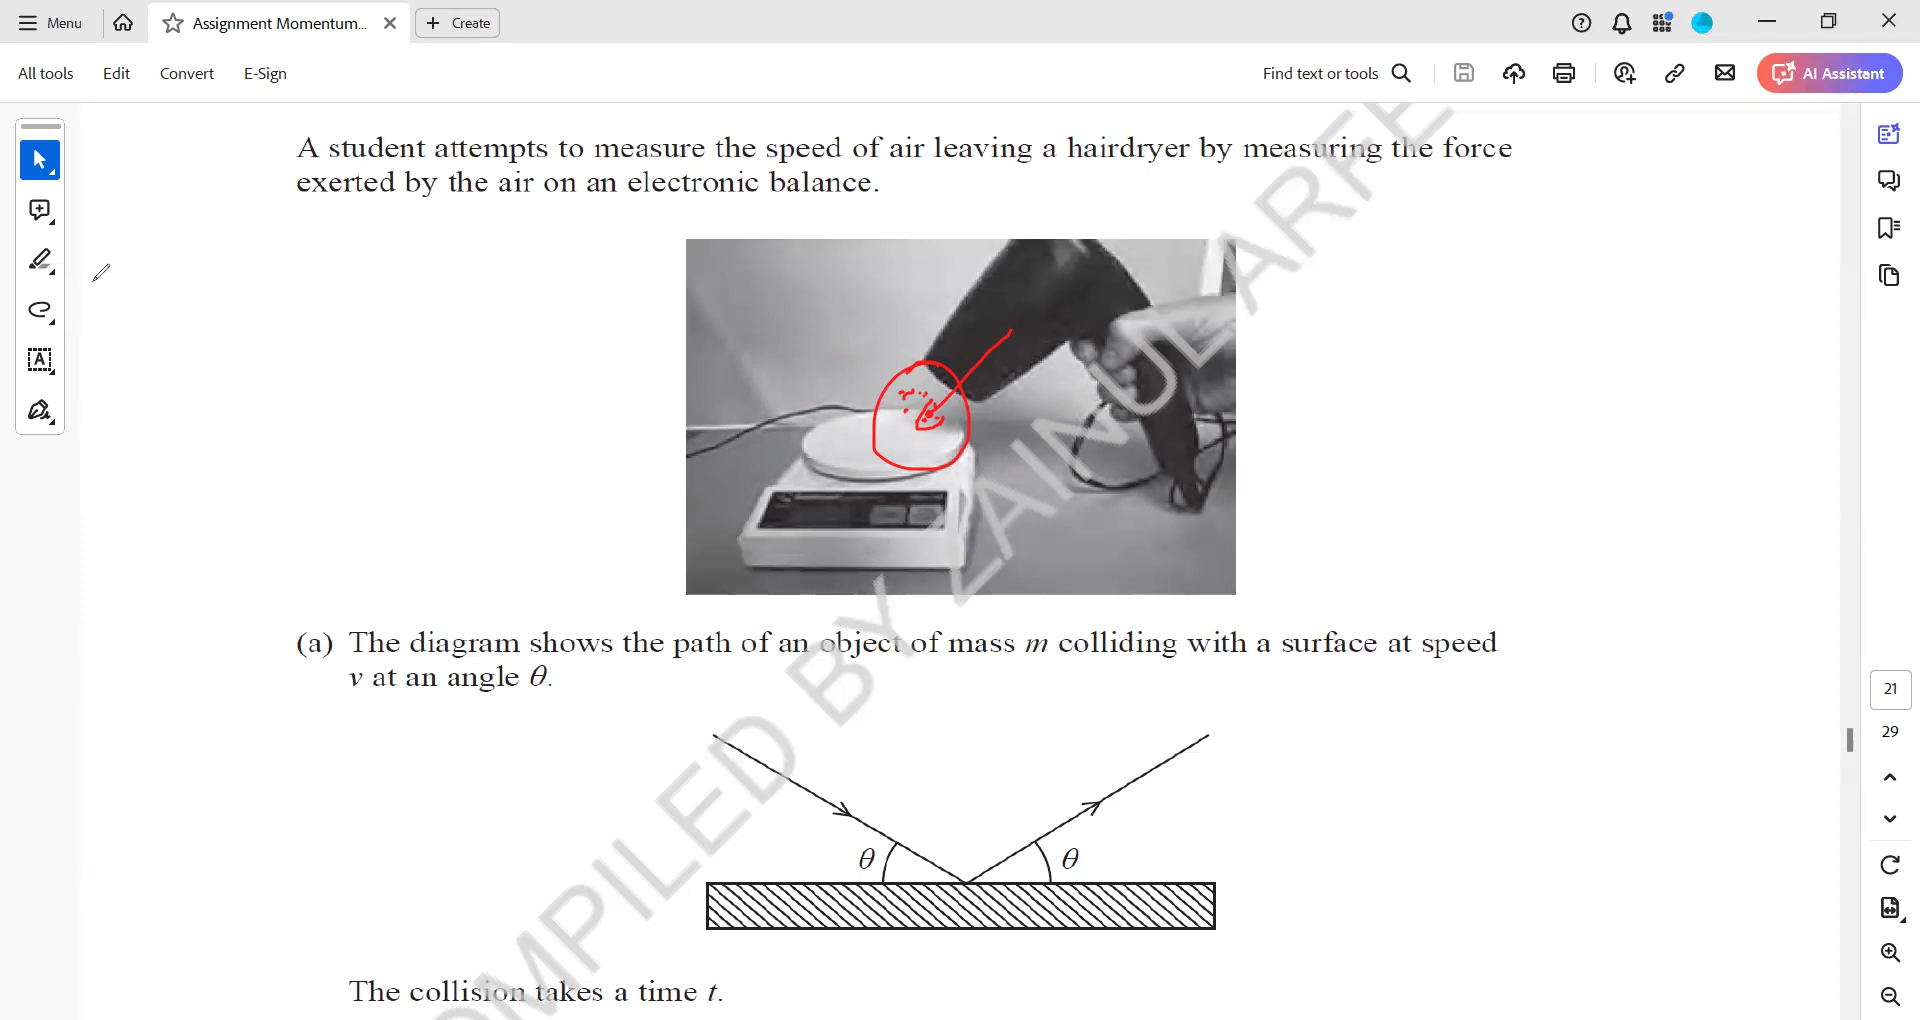 Menu
Assignment Momentum...
Create
All tools
Edit
Convert
E-Sign
Find text or tools
AI Assistant
A student attempts to measure the speed of air leaving a hairdryer by measuring the force
exerted by the air on an electronic balance.
(a) The diagram shows the path of an object of mass m colliding with a surface at speed
v at an angle θ.
θ
θ
The collision takes a time t.
21
29
OMPILED BY ZAINULARFE